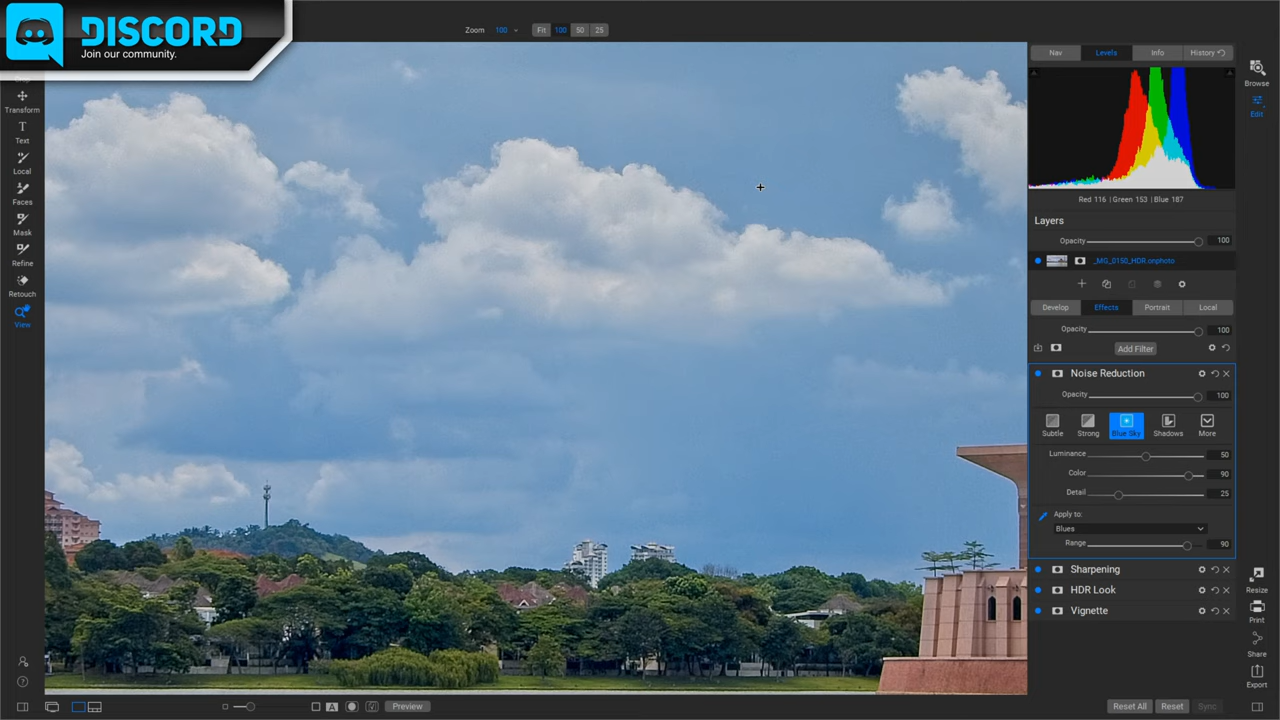 DISCORD
Join our community.
Zoom 100 Fit 100 50 25
Transform
Text
Local
Faces
Mask
Refine
Retouch
View
Nav Levels Info History
Red 116 | Green 153 | Blue 187
Layers
Opacity 100
_MG_0150_HDR.onphoto
Develop Effects Portrait Local
Opacity 100
Add Filter
Noise Reduction
Opacity 100
Subtle Strong Blue Sky Shadows More
Luminance 50
Color 90
Detail 25
Apply to:
Blues
Range 90
Sharpening
HDR Look
Vignette
Browse
Edit
Resize
Print
Share
Export
A Preview
Reset All Reset Sync